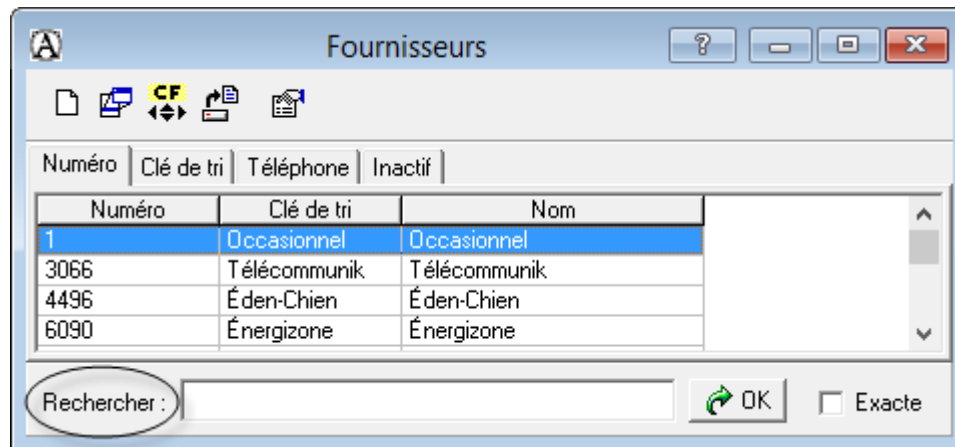 Fournisseurs
CF
Numéro Clé de tri Téléphone Inactif
Numéro Clé de tri Nom
1 Occasionnel Occasionnel
3066 Télécommunik Télécommunik
4496 Éden-Chien Éden-Chien
6090 Énergizone Énergizone
Rechercher : OK Exacte